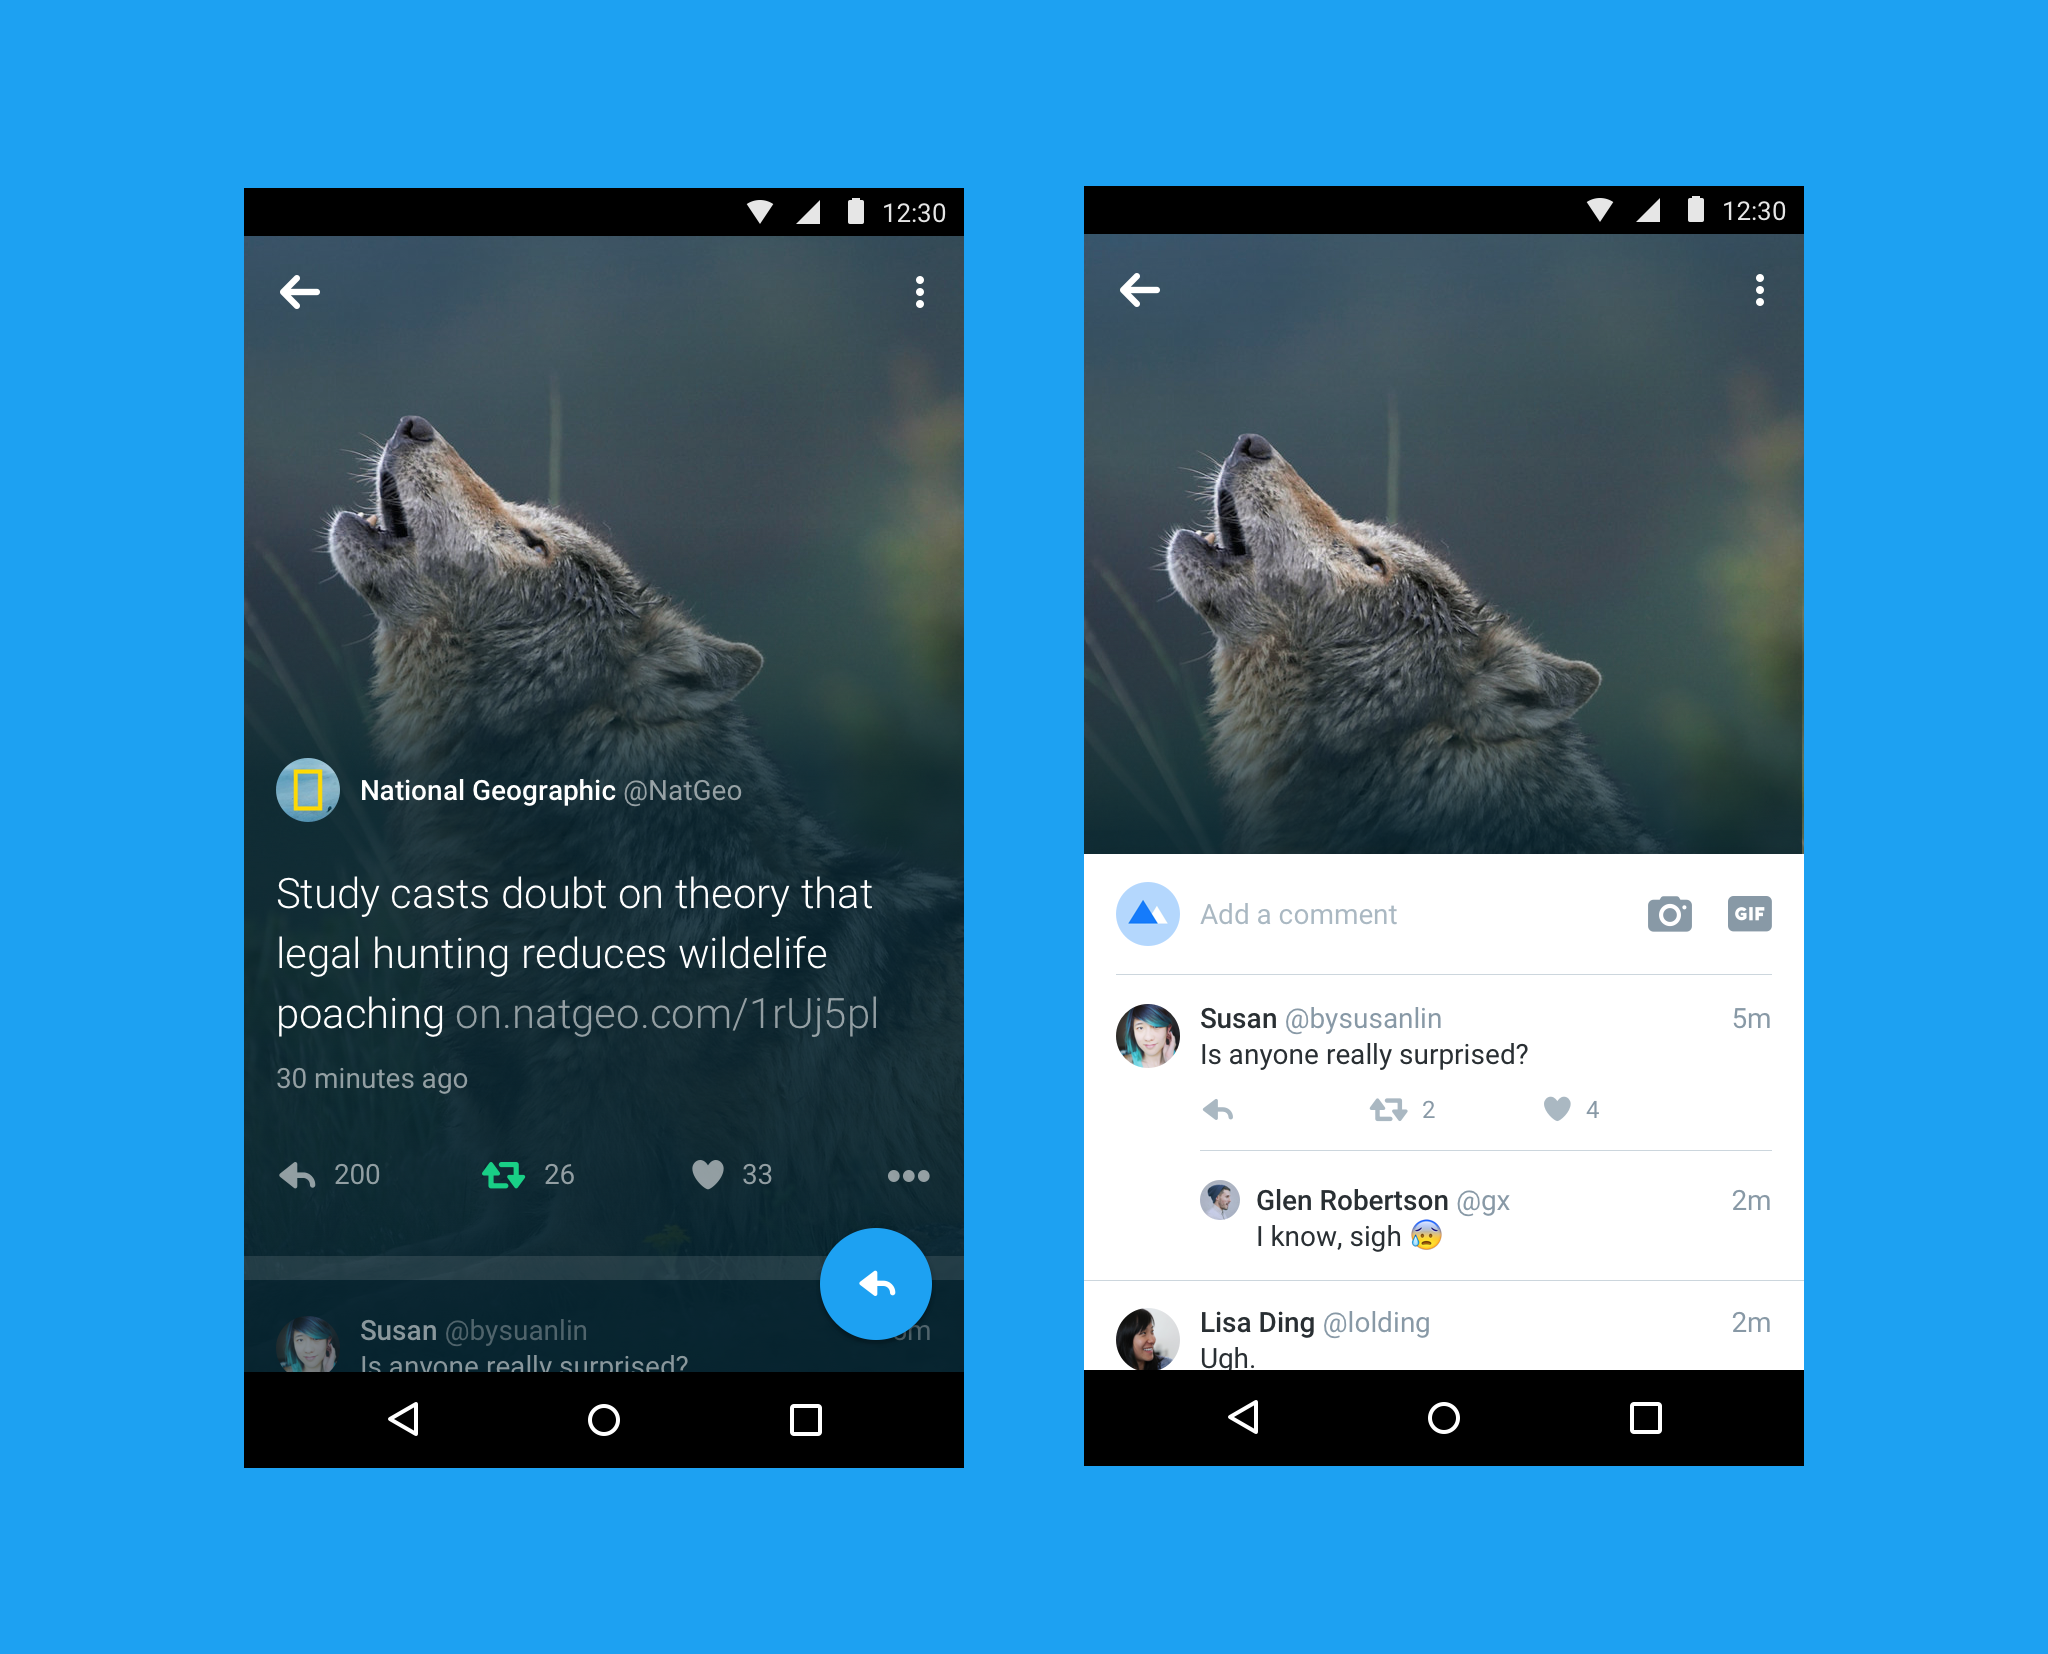 12:30
National Geographic @NatGeo
Study casts doubt on theory that
legal hunting reduces wildelife
poaching on.natgeo.com/1rUj5pl
30 minutes ago
200 26 33
Susan @bysuanlin
Is anyone really surprised?
12:30
Add a comment GIF
Susan @bysusanlin 5m
Is anyone really surprised?
2 4
Glen Robertson @gx 2m
I know, sigh 😰
Lisa Ding @lolding 2m
Ugh.